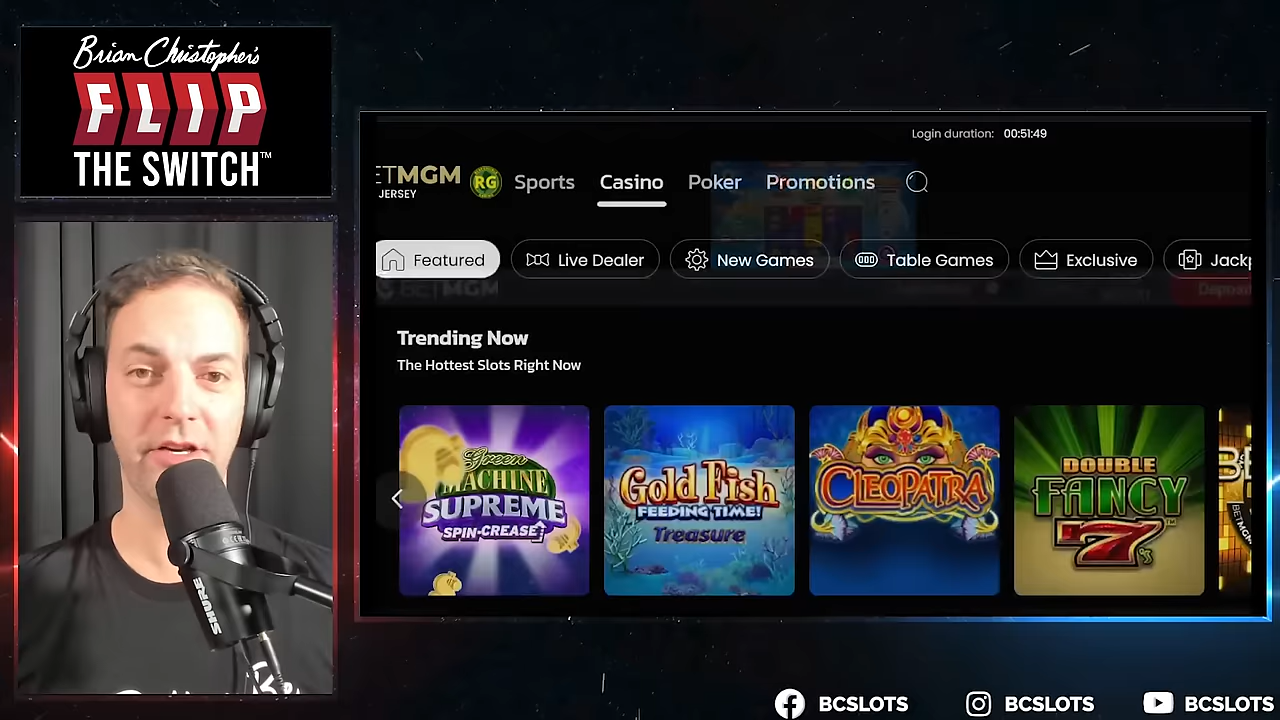 Brian Christopher's
FLIP
THE SWITCH™
Login duration: 00:51:49
ETMGM
JERSEY
RG
Sports
Casino
Poker
Promotions
Featured
Live Dealer
New Games
Table Games
Exclusive
Jackp
BETMGM
Deposit
Trending Now
The Hottest Slots Right Now
Green
MACHINE
SUPREME
SPIN-CREASE
Gold Fish
FEEDING TIME!
Treasure
CLEOPATRA
DOUBLE
FANCY
7's
SHURE
BCSLOTS
BCSLOTS
BCSLOTS